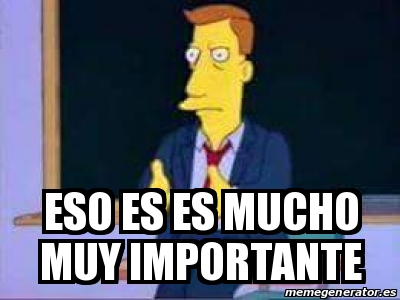 ESO ES ES MUCHO
MUY IMPORTANTE
memegenerator.es